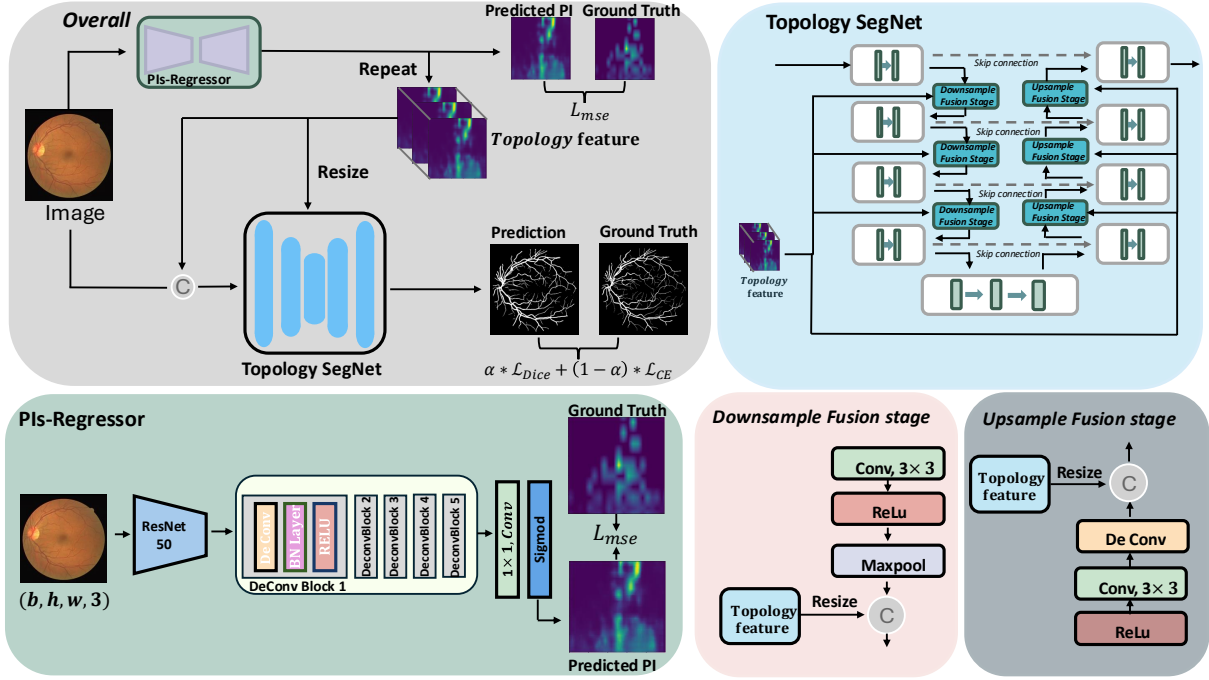 Overall
PIs-Regressor
Predicted PI
Ground Truth
L_mse
Repeat
Topology feature
Resize
Image
C
Topology SegNet
Prediction
Ground Truth
α * ℒ_Dice + (1 − α) * ℒ_CE
Topology SegNet
Skip connection
Downsample
Fusion Stage
Upsample
Fusion Stage
Skip connection
Downsample
Fusion Stage
Upsample
Fusion Stage
Skip connection
Downsample
Fusion Stage
Upsample
Fusion Stage
Skip connection
Topology
feature
PIs-Regressor
(b, h, w, 3)
ResNet
50
De Conv
BN Layer
RELU
DeConv Block 1
DeconvBlock 2
DeconvBlock 3
DeconvBlock 4
DeconvBlock 5
1 × 1, Conv
Sigmod
Ground Truth
L_mse
Predicted PI
Downsample Fusion stage
Conv, 3× 3
ReLu
Maxpool
Topology
feature
Resize
C
Upsample Fusion stage
Topology
feature
Resize
C
De Conv
Conv, 3× 3
ReLu